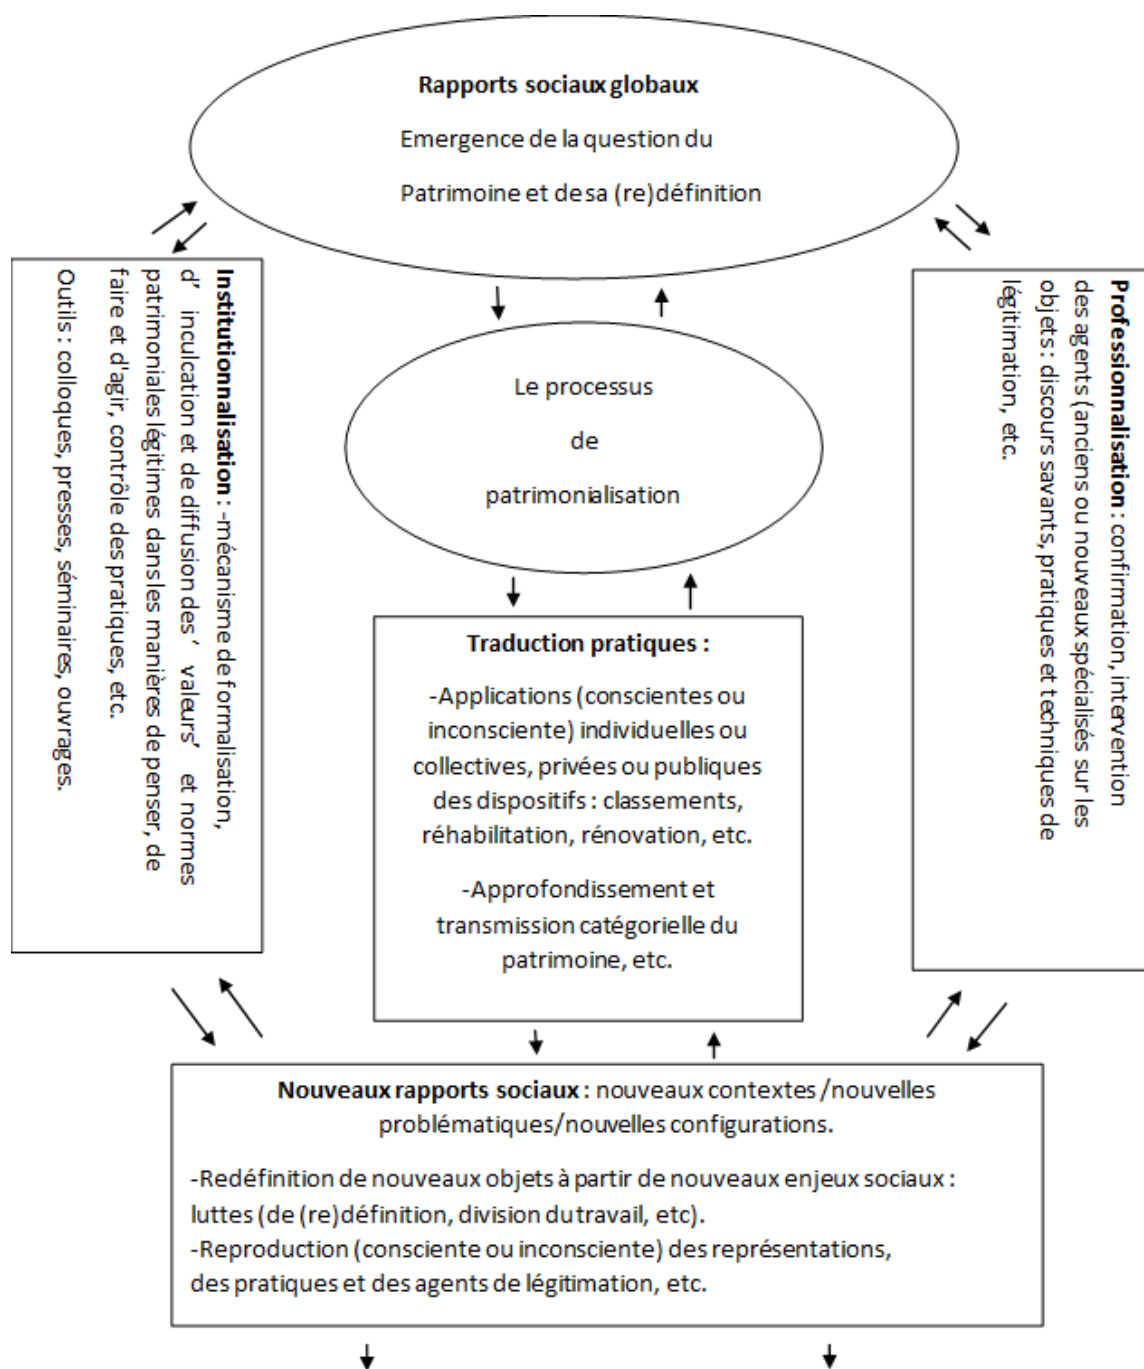 Rapports sociaux globaux
Emergence de la question du
Patrimoine et de sa (re)définition
Institutionnalisation : -mécanisme de formalisation,
d' inculcation et de diffusion des ' valeurs' et normes
patrimoniales légitimes dans les manières de penser, de
faire et d'agir, contrôle des pratiques, etc.
Outils : colloques, presses, séminaires, ouvrages.
Le processus
de
patrimonialisation
Professionnalisation : confirmation, intervention
des agents (anciens ou nouveaux spécialisés sur les
objets : discours savants, pratiques et techniques de
légitimation, etc.
Traduction pratiques :
-Applications (conscientes ou
inconsciente) individuelles ou
collectives, privées ou publiques
des dispositifs : classements,
réhabilitation, rénovation, etc.
-Approfondissement et
transmission catégorielle du
patrimoine, etc.
Nouveaux rapports sociaux : nouveaux contextes /nouvelles
problématiques/nouvelles configurations.
-Redéfinition de nouveaux objets à partir de nouveaux enjeux sociaux :
luttes (de (re)définition, division du travail, etc).
-Reproduction (consciente ou inconsciente) des représentations,
des pratiques et des agents de légitimation, etc.